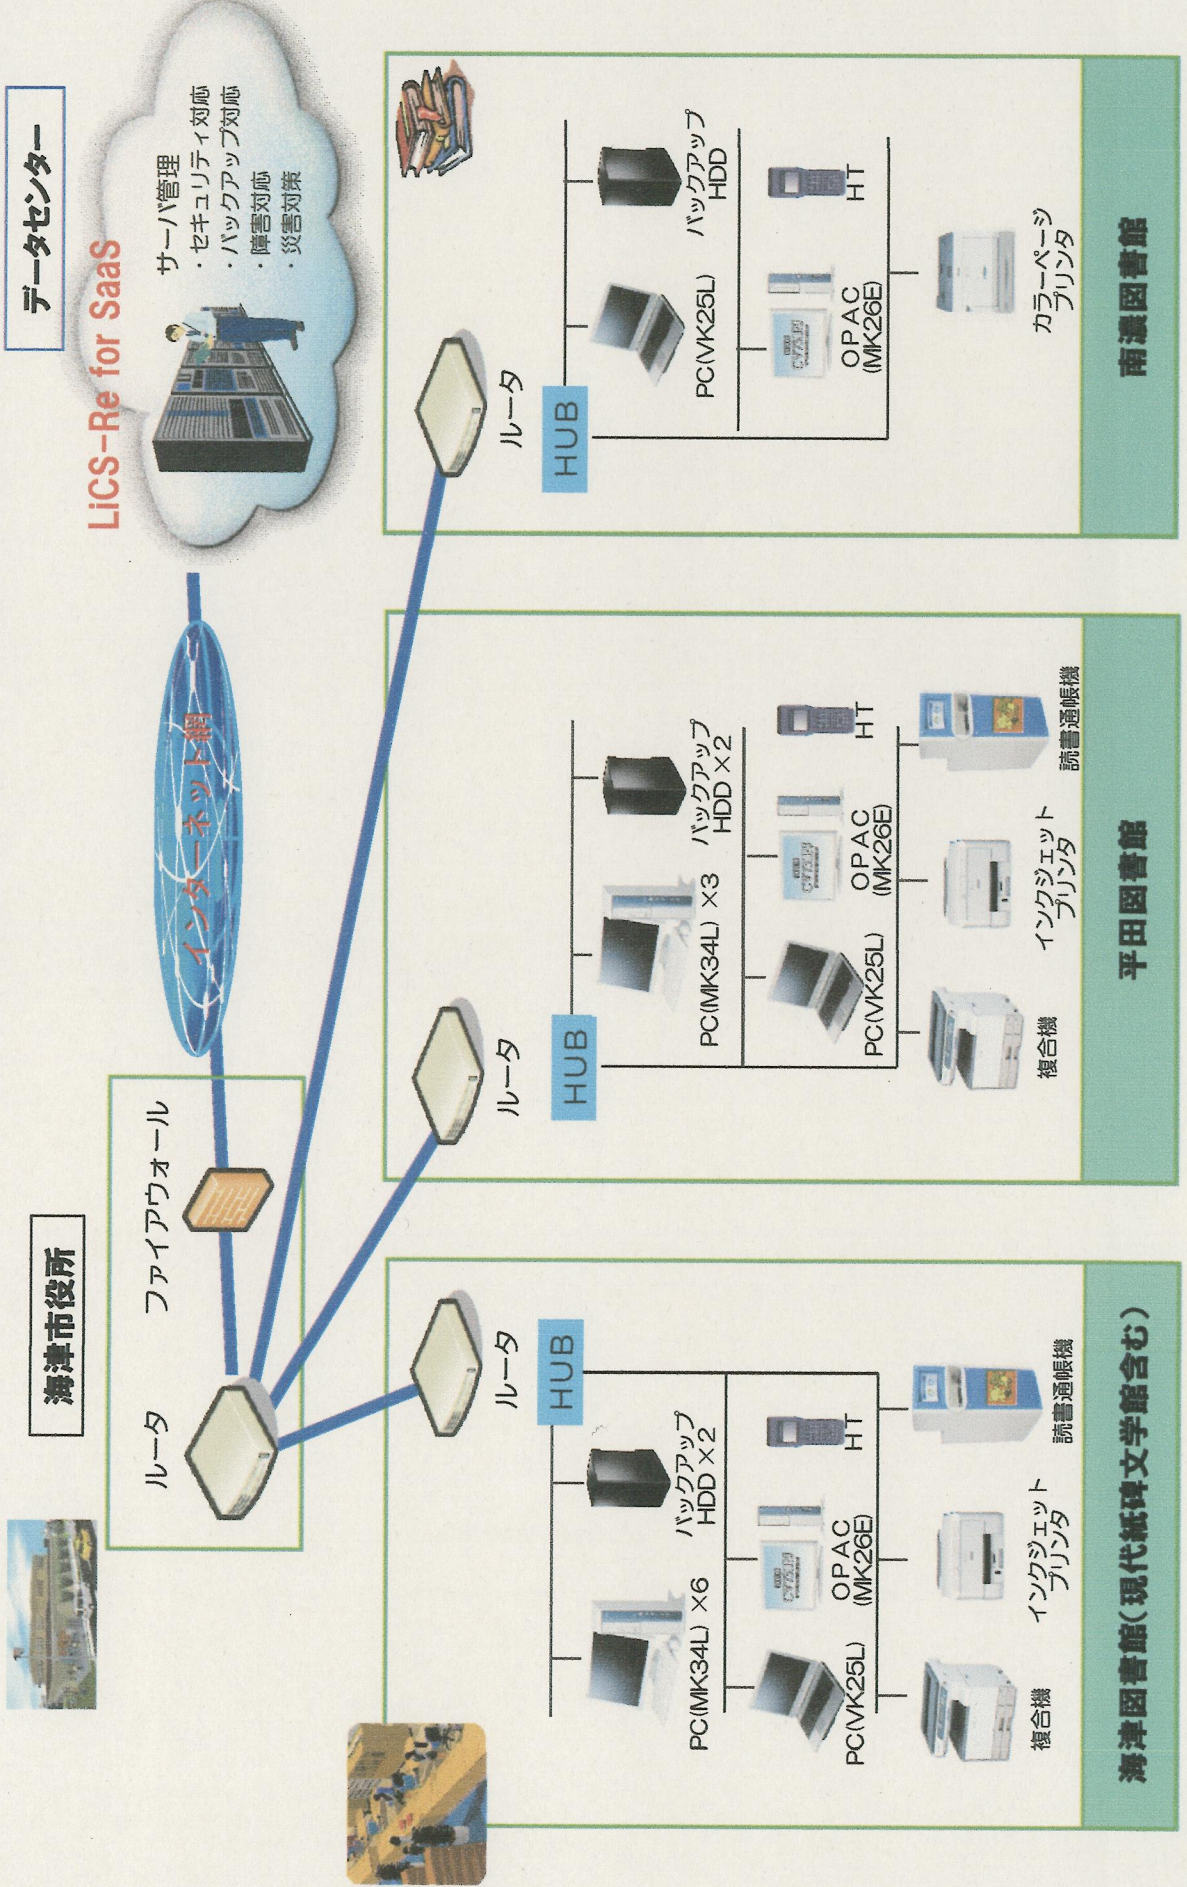 海津市役所
データセンター
LiCS-Re for SaaS
サーバ管理
・セキュリティ対応
・バックアップ対応
・障害対応
・災害対策
ルータ
ファイアウォール
インターネット網
ルータ
HUB
PC(MK34L) ×6
バックアップ
HDD ×2
PC(VK25L)
OPAC
(MK26E)
HT
複合機
インクジェット
プリンタ
読書通帳機
海津図書館(現代紙碑文学館含む)
ルータ
HUB
PC(MK34L) ×3
バックアップ
HDD ×2
PC(VK25L)
OPAC
(MK26E)
HT
複合機
インクジェット
プリンタ
読書通帳機
平田図書館
ルータ
HUB
PC(VK25L)
バックアップ
HDD
OPAC
(MK26E)
HT
カラーページ
プリンタ
南濃図書館